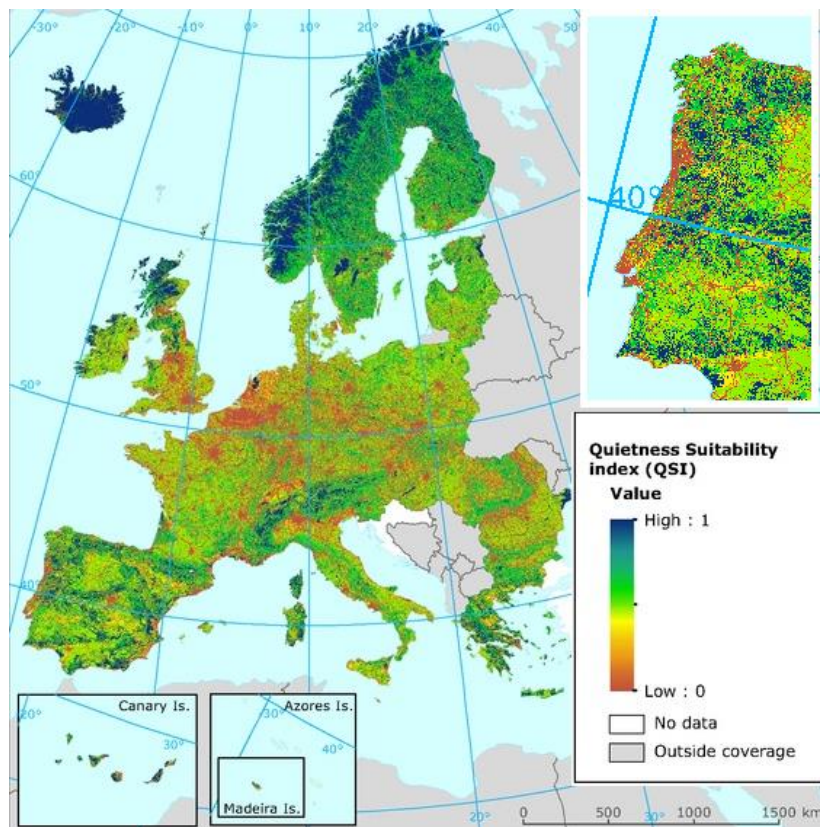 -30°
-20°
-10°
0°
10°
20°
30°
40°
50°
60°
50°
40°
40°
Quietness Suitability
index (QSI)
Value
High : 1
Low : 0
No data
Outside coverage
Canary Is.
20°
30°
Azores Is.
-30°
40°
Madeira Is.
20°
30°
0 500 1000 1500 km